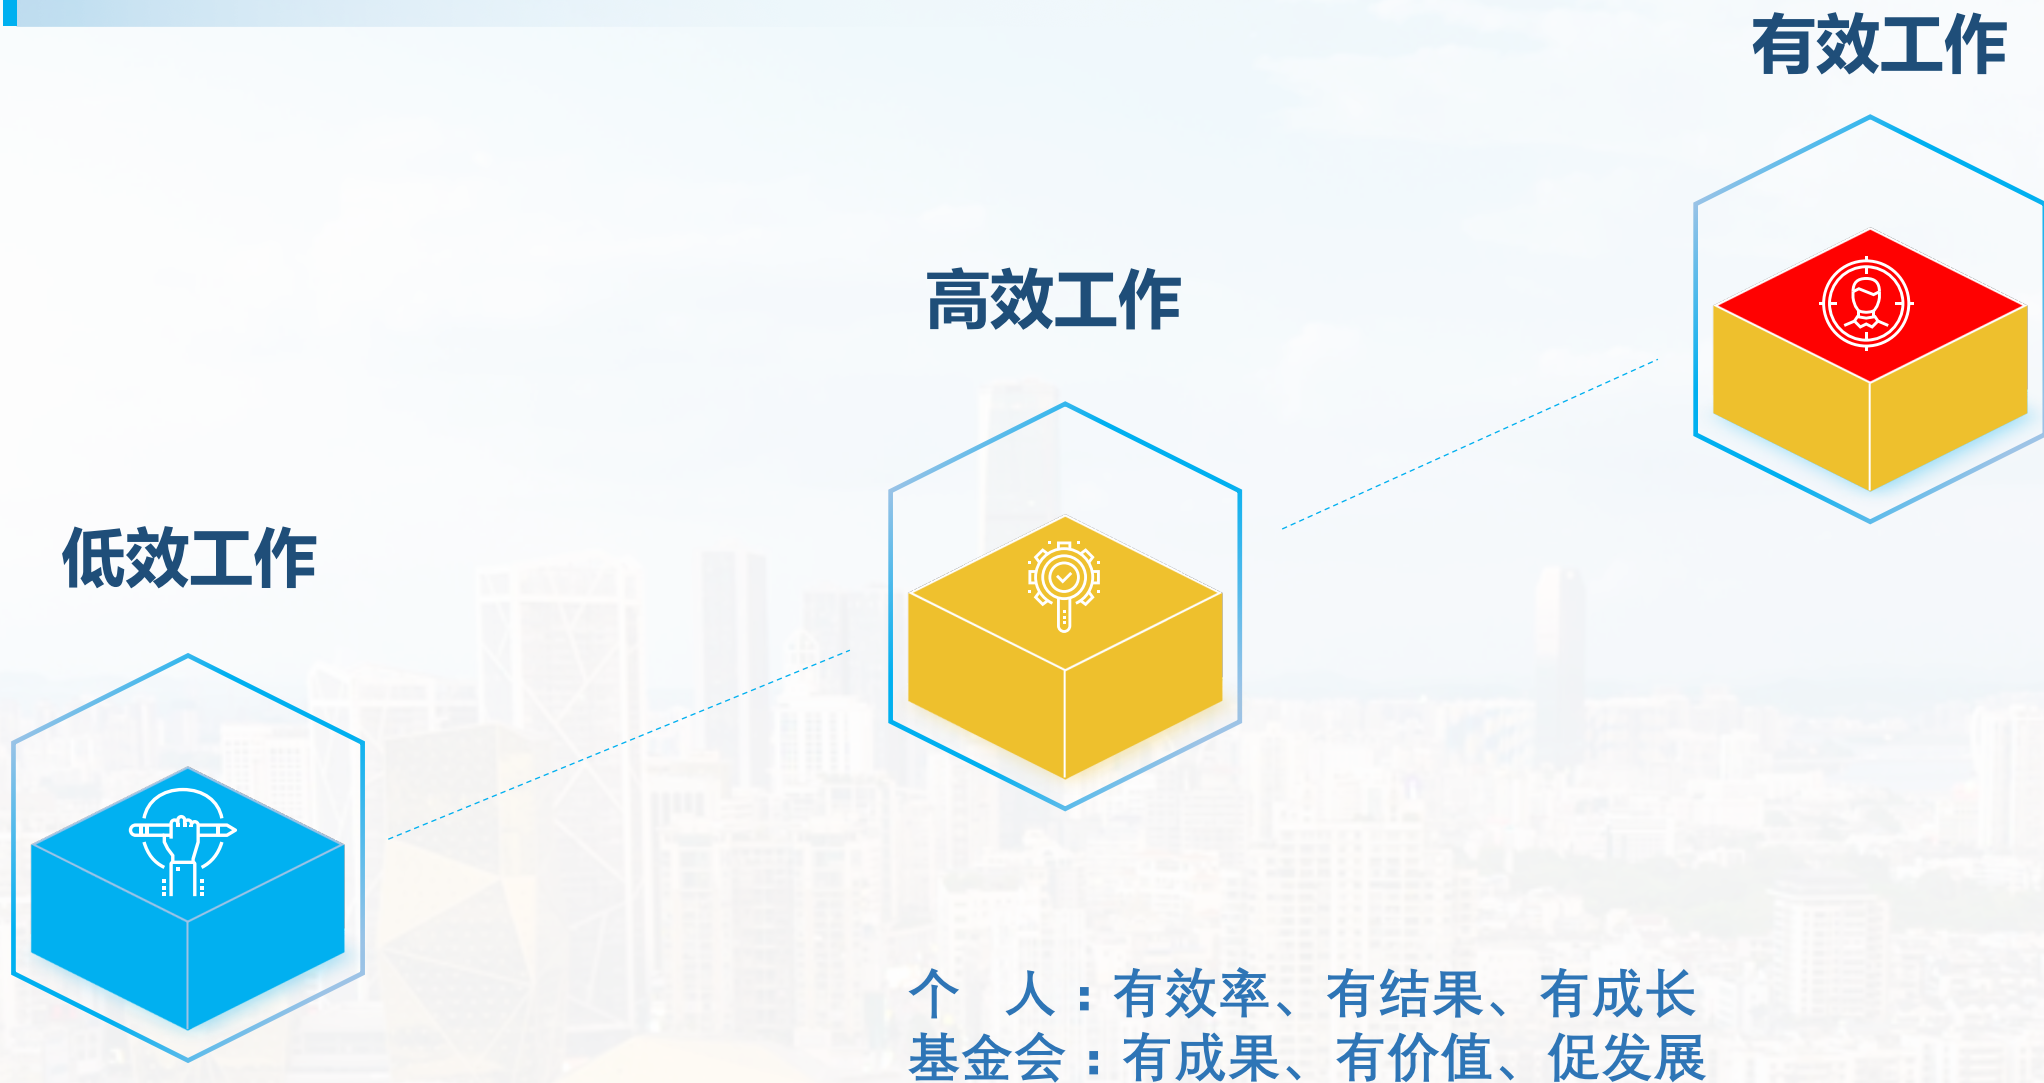 有效工作
高效工作
低效工作
个 人：有效率、有结果、有成长
基金会：有成果、有价值、促发展